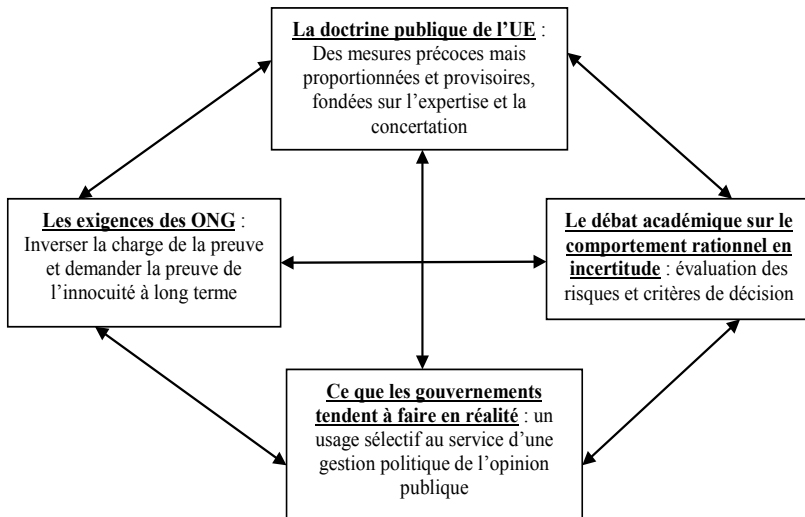 La doctrine publique de l’UE :
Des mesures précoces mais
proportionnées et provisoires,
fondées sur l’expertise et la
concertation
Les exigences des ONG :
Inverser la charge de la preuve
et demander la preuve de
l’innocuité à long terme
Le débat académique sur le
comportement rationnel en
incertitude : évaluation des
risques et critères de décision
Ce que les gouvernements
tendent à faire en réalité : un
usage sélectif au service d’une
gestion politique de l’opinion
publique